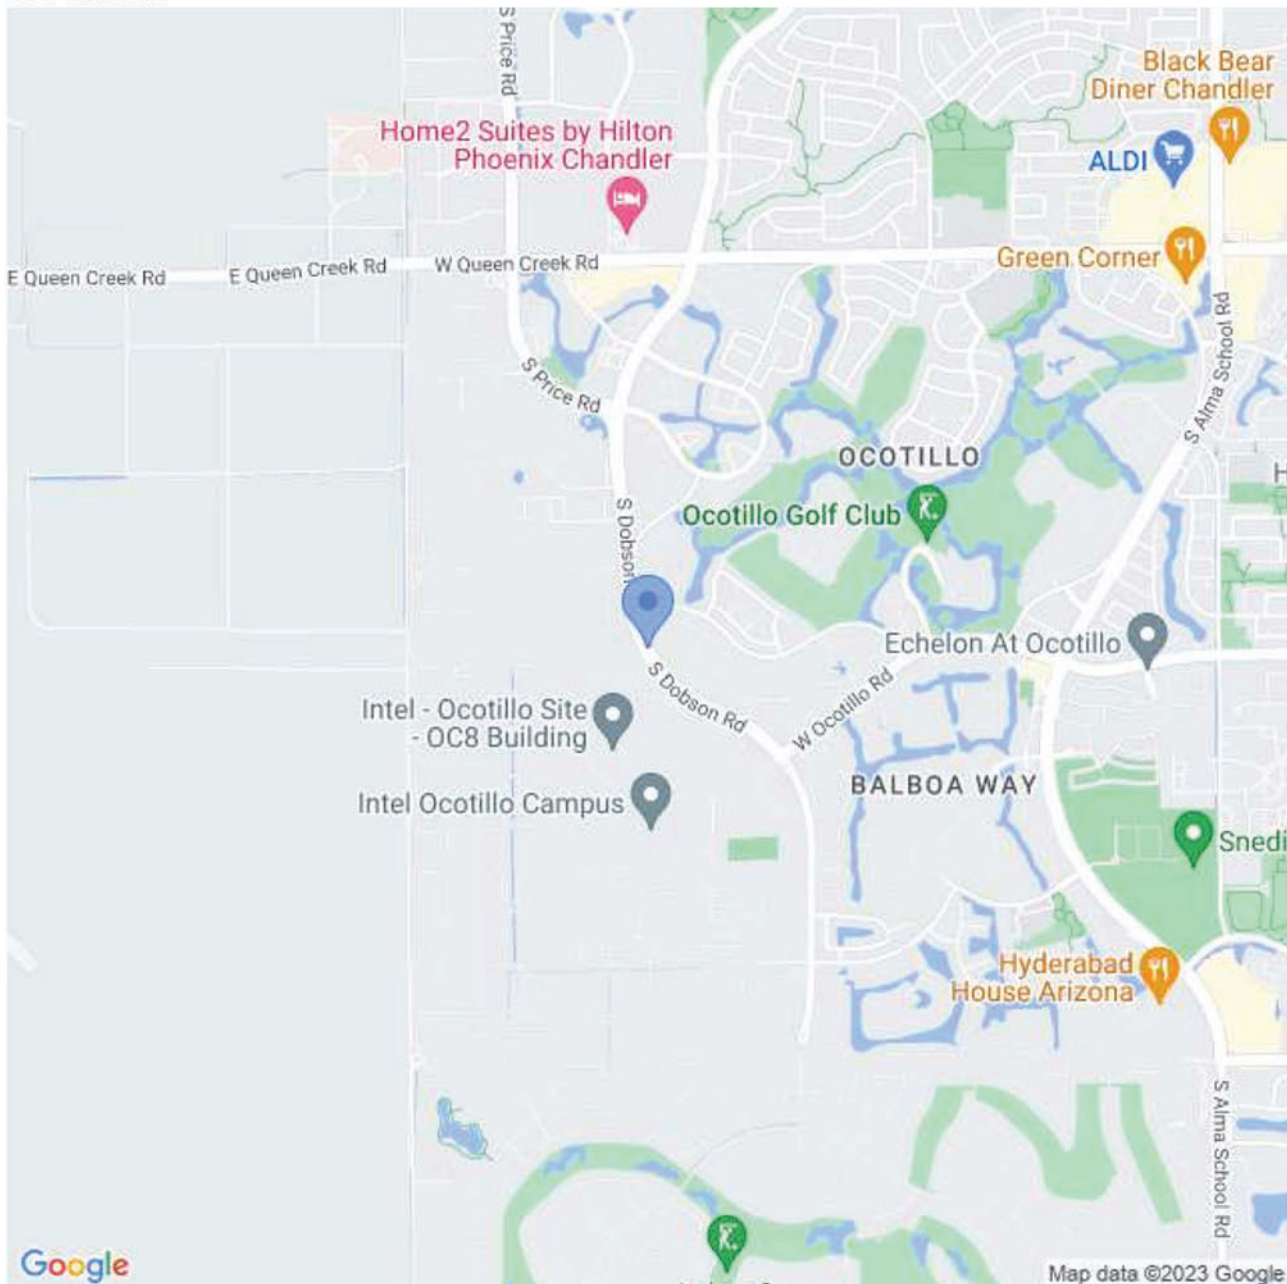 S Price Rd
Black Bear
Diner Chandler
Home2 Suites by Hilton
Phoenix Chandler
ALDI
Green Corner
E Queen Creek Rd
E Queen Creek Rd
W Queen Creek Rd
S Alma School Rd
S Price Rd
OCOTILLO
H
Ocotillo Golf Club
S Dobson
Echelon At Ocotillo
S Dobson Rd
W Ocotillo Rd
Intel - Ocotillo Site
- OC8 Building
BALBOA WAY
Intel Ocotillo Campus
Snedi
Hyderabad
House Arizona
S Alma School Rd
Google
Map data ©2023 Google